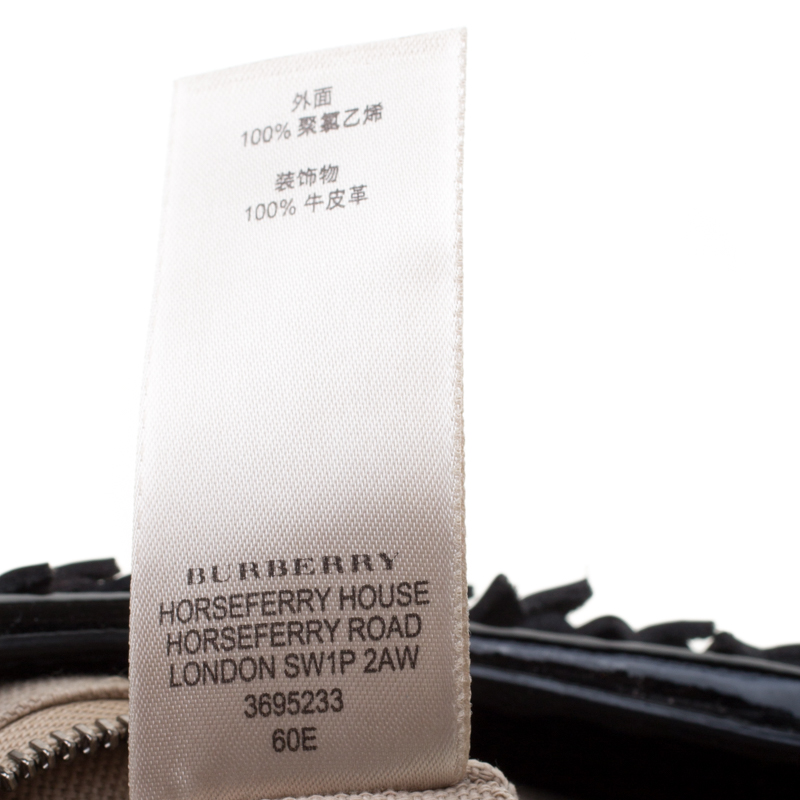 外面
100% 聚氯乙烯
装饰物
100% 牛皮革
BURBERRY
HORSEFERRY HOUSE
HORSEFERRY ROAD
LONDON SW1P 2AW
3695233
60E